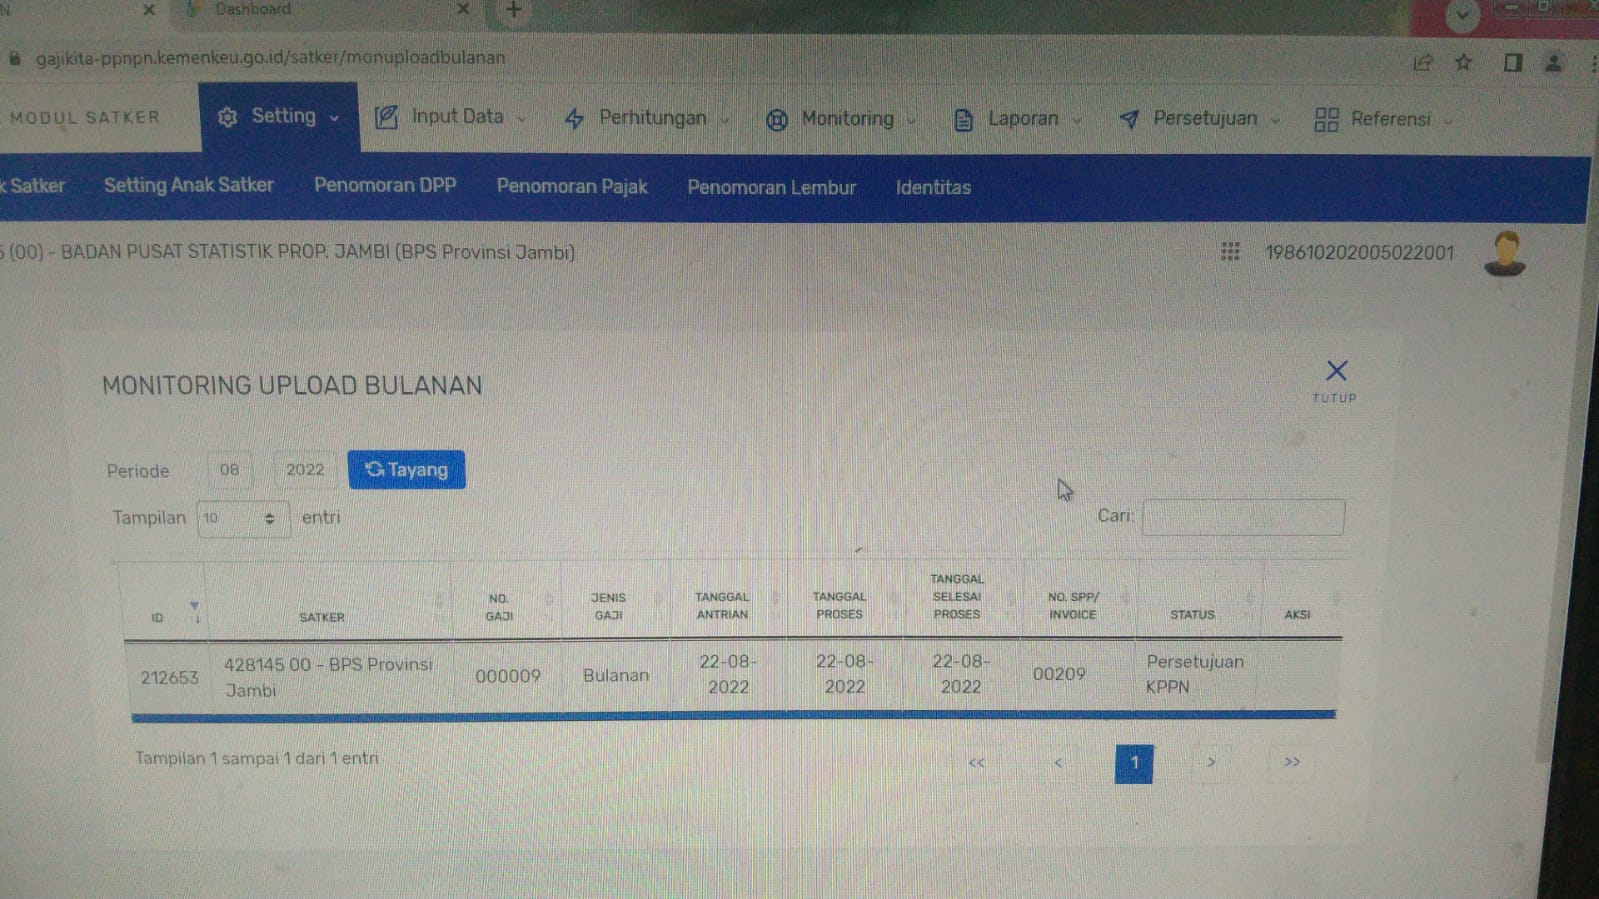 Dashboard
gajikita-ppnpn.kemenkeu.go.id/satker/monuploadbulanan
MODUL SATKER Setting Input Data Perhitungan Monitoring Laporan Persetujuan Referensi
k Satker Setting Anak Satker Penomoran DPP Penomoran Pajak Penomoran Lembur Identitas
(00) - BADAN PUSAT STATISTIK PROP. JAMBI (BPS Provinsi Jambi) 198610202005022001
MONITORING UPLOAD BULANAN
TUTUP
Periode 08 2022 Tayang
Tampilan 10 entri Cari:
ID SATKER NO. GAJI JENIS GAJI TANGGAL ANTRIAN TANGGAL PROSES TANGGAL SELESAI PROSES NO. SPP/ INVOICE STATUS AKSI
212653 428145 00 - BPS Provinsi Jambi 000009 Bulanan 22-08-2022 22-08-2022 22-08-2022 00209 Persetujuan KPPN
Tampilan 1 sampai 1 dari 1 entri << < 1 > >>